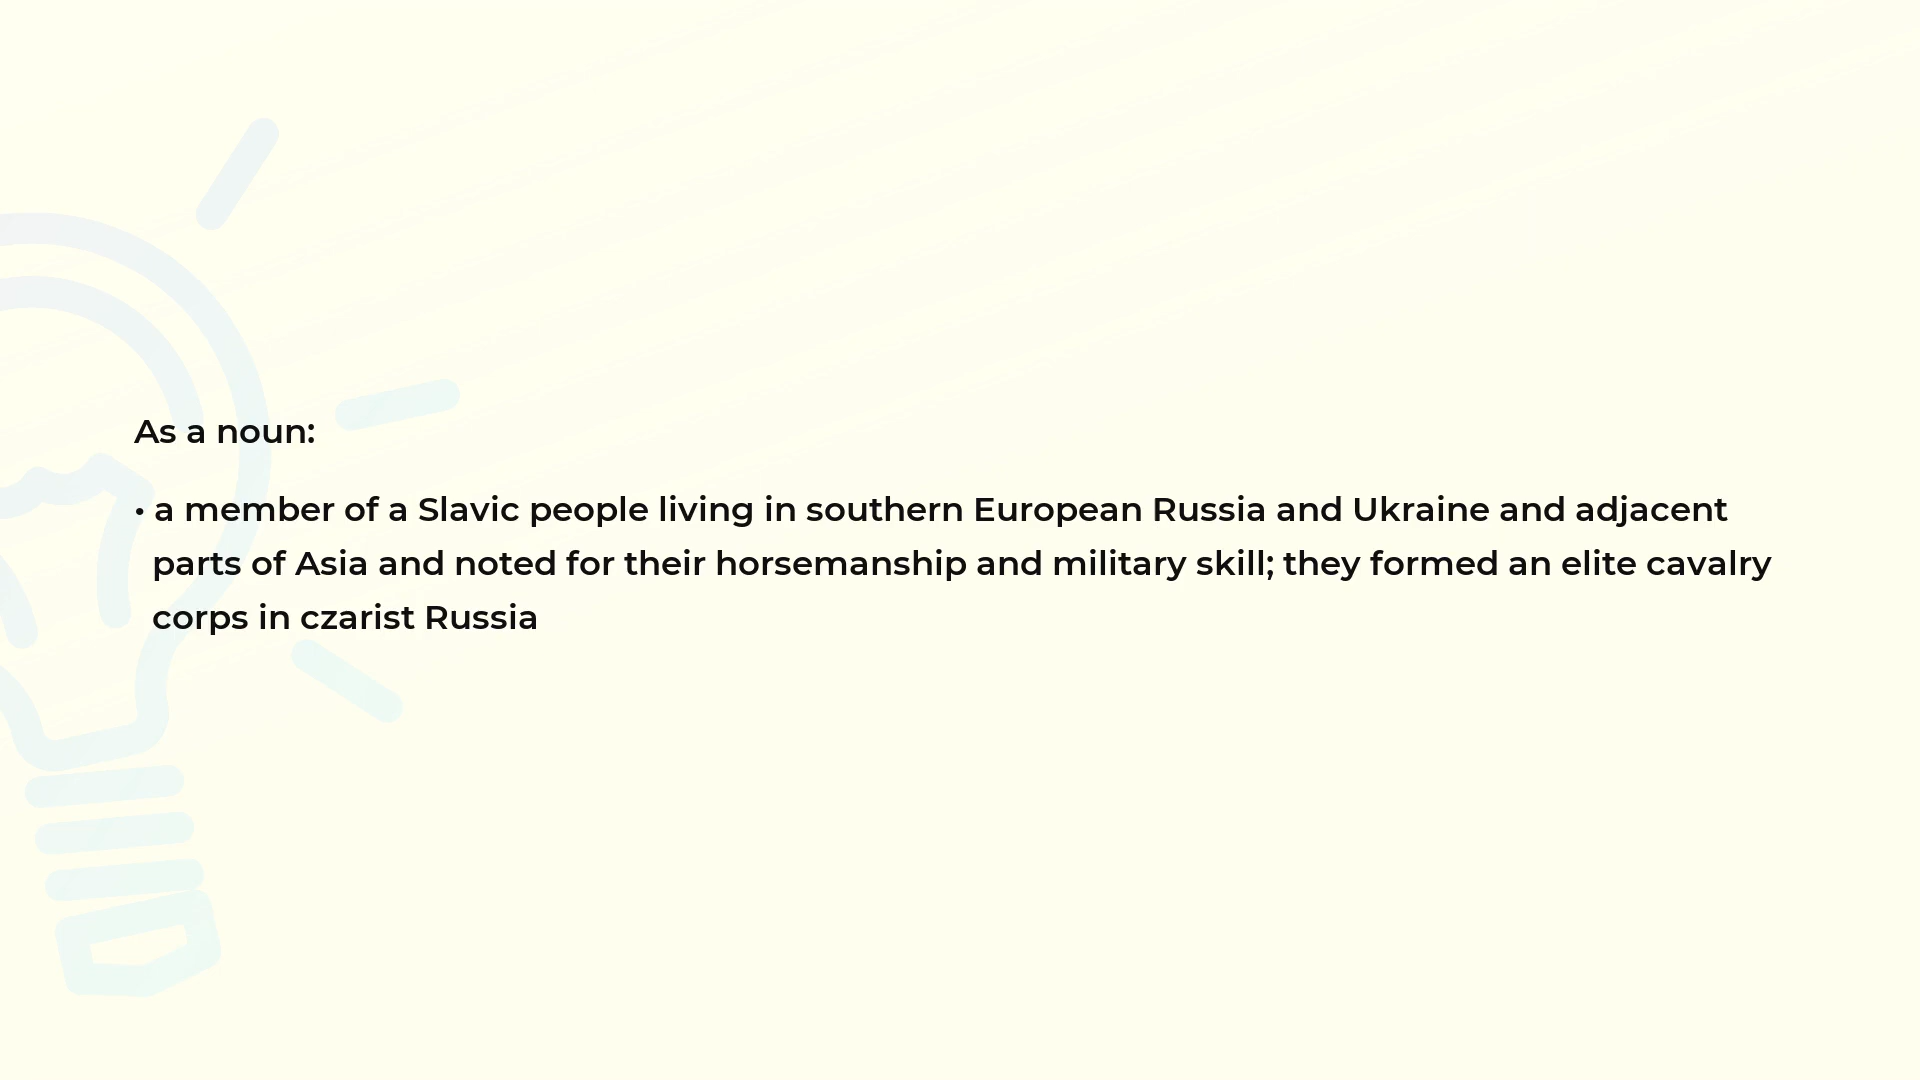 As a noun:
• a member of a Slavic people living in southern European Russia and Ukraine and adjacent
parts of Asia and noted for their horsemanship and military skill; they formed an elite cavalry
corps in czarist Russia